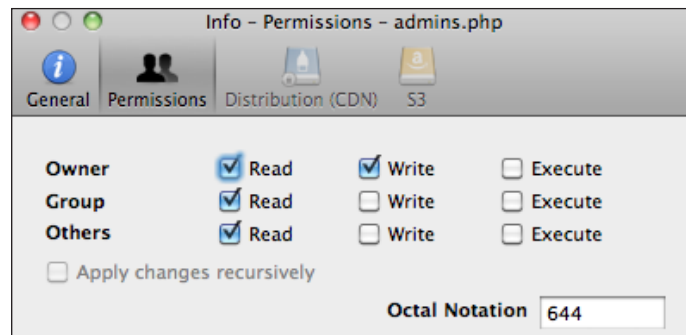 Info – Permissions – admins.php
General Permissions Distribution (CDN) S3
Owner Read Write Execute
Group Read Write Execute
Others Read Write Execute
Apply changes recursively
Octal Notation 644